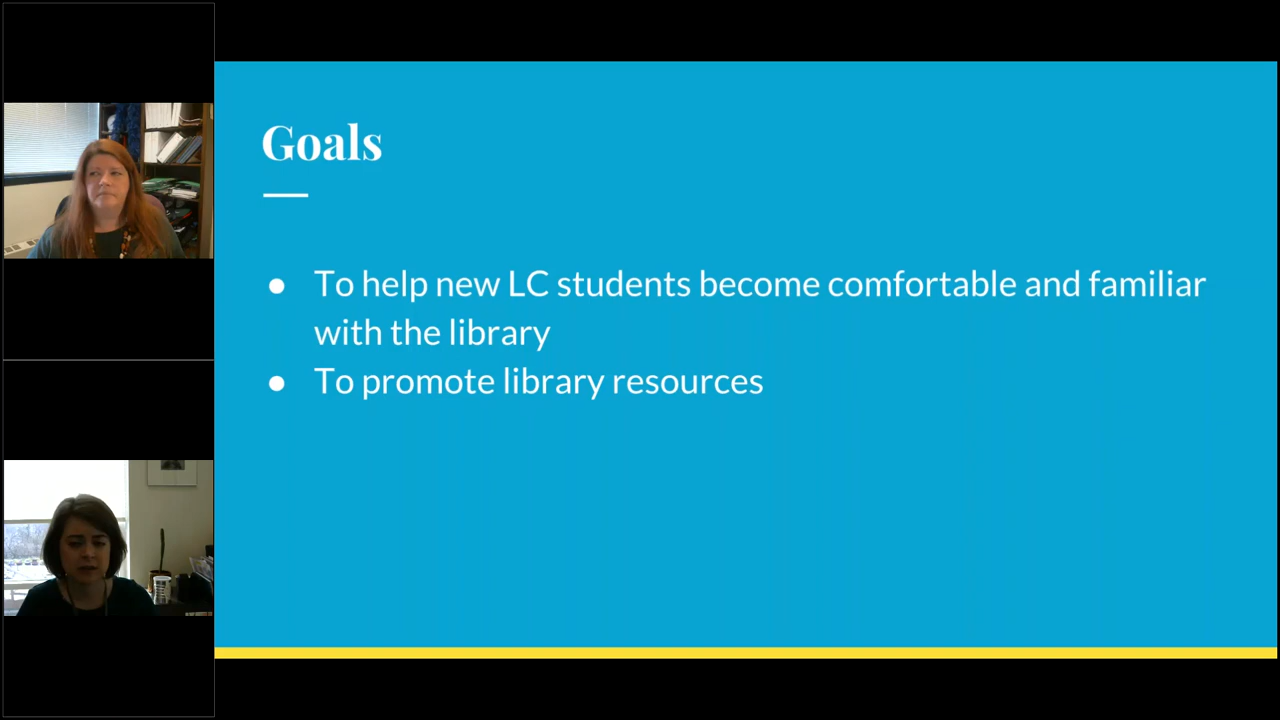 Goals
● To help new LC students become comfortable and familiar
with the library
● To promote library resources